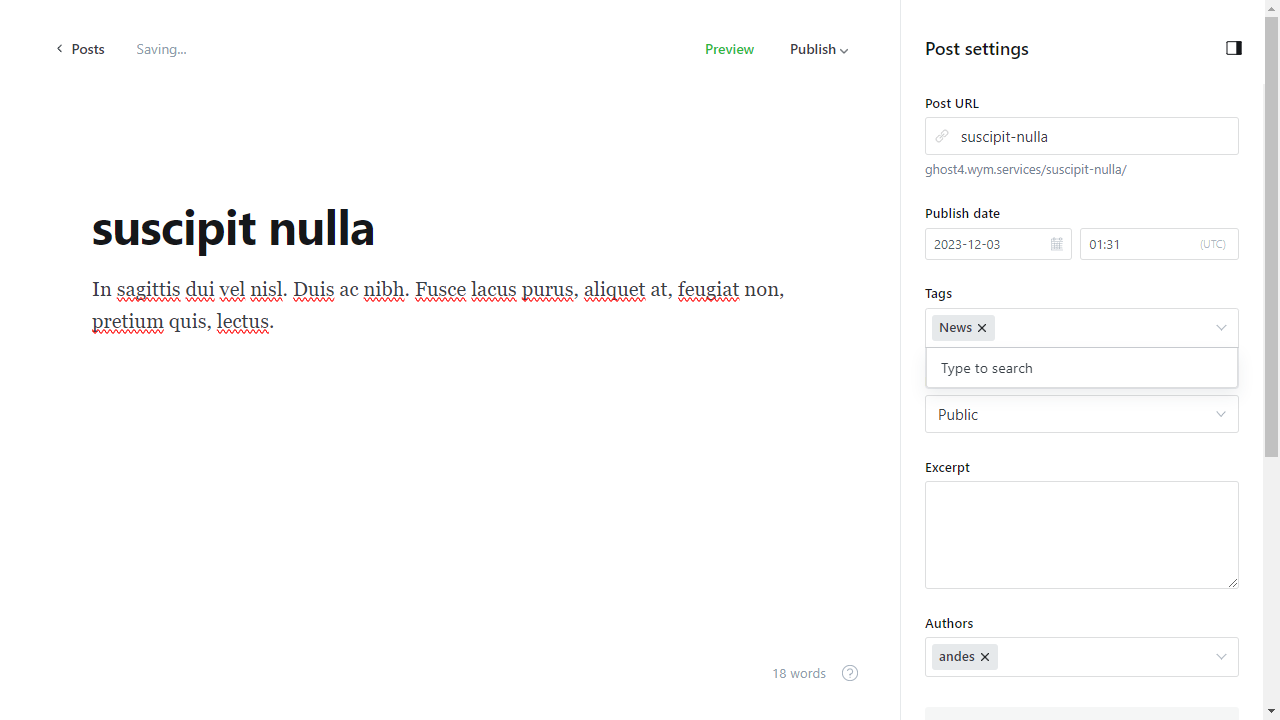 Posts
Saving...
Preview
Publish
Post settings
Post URL
suscipit-nulla
ghost4.wym.services/suscipit-nulla/
Publish date
2023-12-03
01:31
(UTC)
Tags
News
Type to search
Public
Excerpt
Authors
andes
suscipit nulla
In sagittis dui vel nisl. Duis ac nibh. Fusce lacus purus, aliquet at, feugiat non,
pretium quis, lectus.
18 words
?